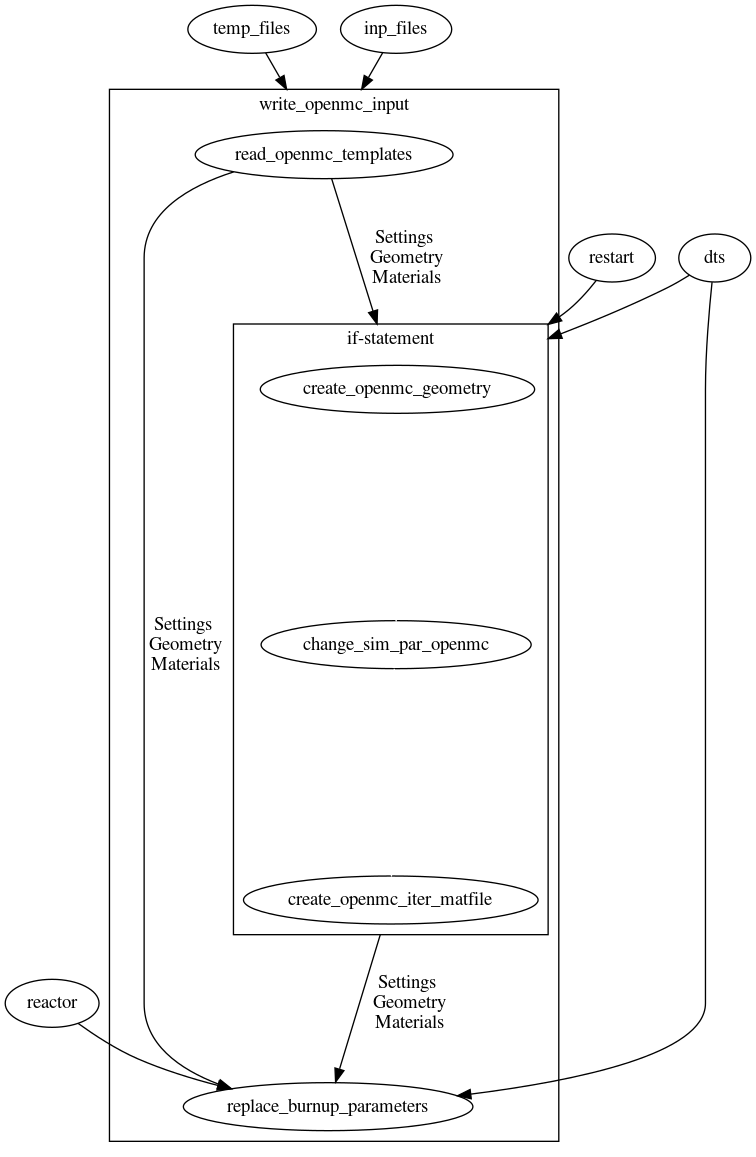 temp_files
inp_files
write_openmc_input
read_openmc_templates
Settings
Geometry
Materials
restart
dts
if-statement
create_openmc_geometry
Settings
Geometry
Materials
change_sim_par_openmc
create_openmc_iter_matfile
Settings
Geometry
Materials
reactor
replace_burnup_parameters